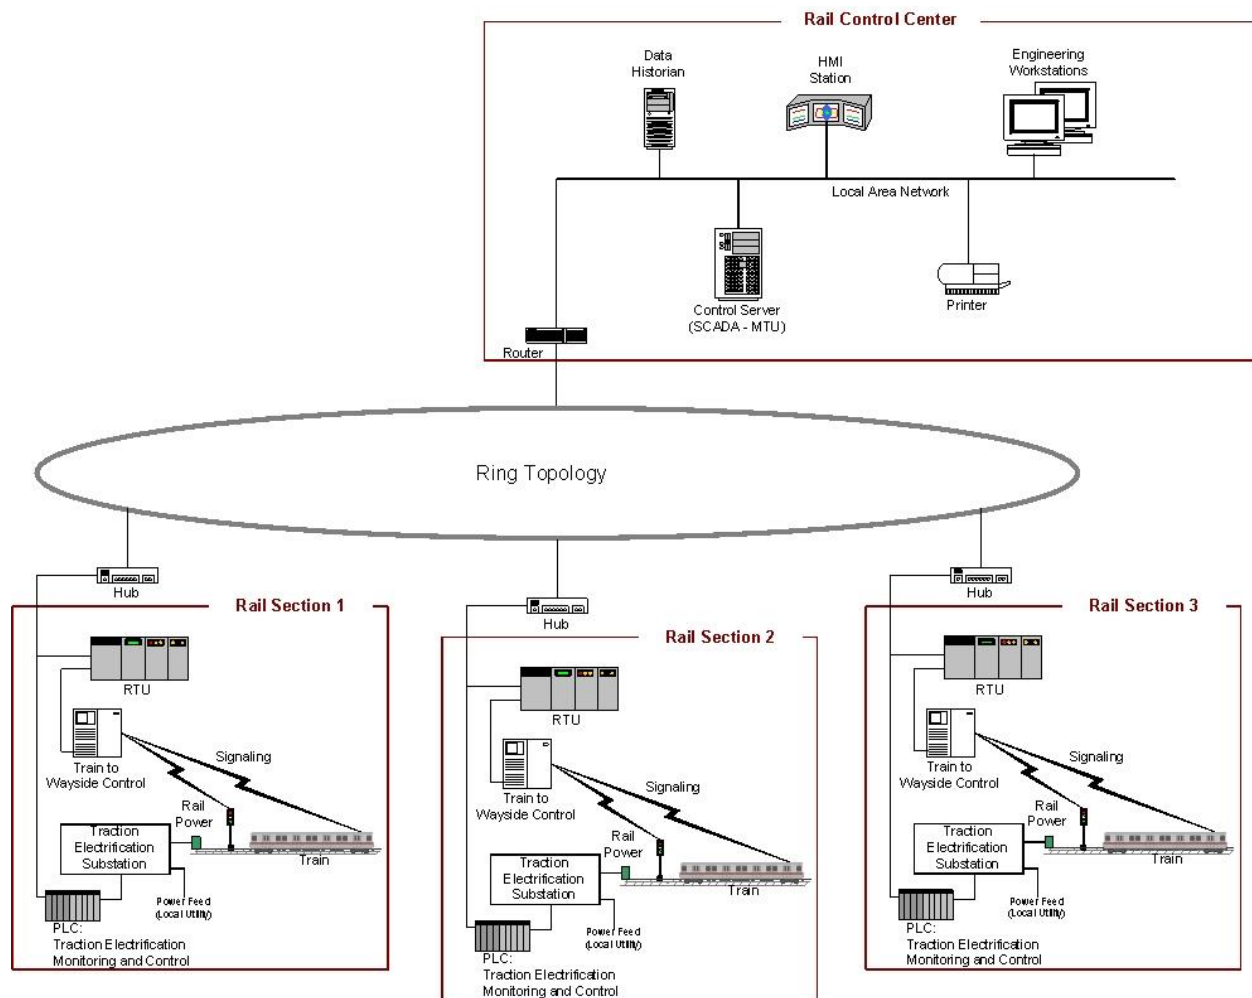 Rail Control Center
Data
Historian
HMI
Station
Engineering
Workstations
Local Area Network
Control Server
(SCADA - MTU)
Printer
Router
Ring Topology
Hub
Rail Section 1
RTU
Signaling
Train to
Wayside Control
Rail
Power
Traction
Electrification
Substation
Train
Power Feed
(Local Utility)
PLC:
Traction Electrification
Monitoring and Control
Hub
Rail Section 2
RTU
Signaling
Train to
Wayside Control
Rail
Power
Traction
Electrification
Substation
Train
Power Feed
(Local Utility)
PLC:
Traction Electrification
Monitoring and Control
Hub
Rail Section 3
RTU
Signaling
Train to
Wayside Control
Rail
Power
Traction
Electrification
Substation
Train
Power Feed
(Local Utility)
PLC:
Traction Electrification
Monitoring and Control